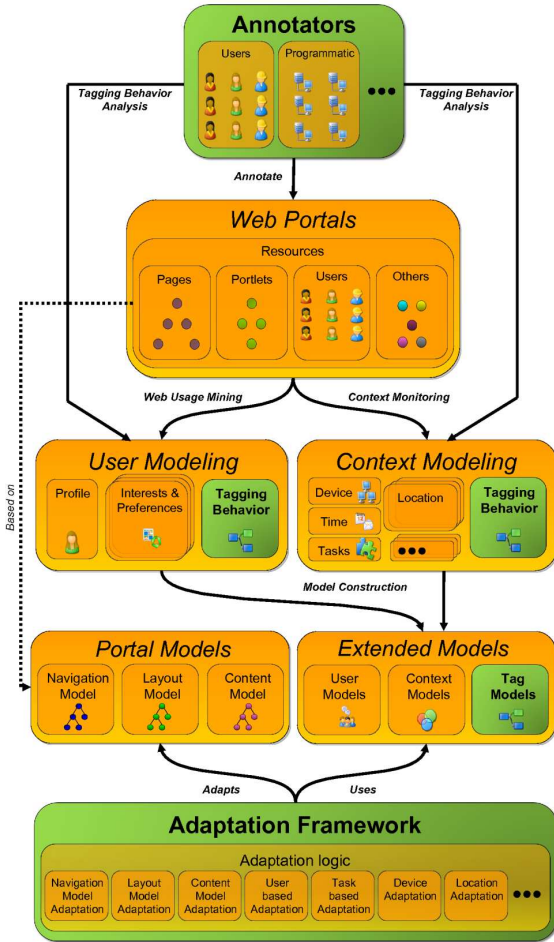 Annotators
Users
Programmatic
•••
Tagging Behavior
Analysis
Tagging Behavior
Analysis
Annotate
Web Portals
Resources
Pages
Portlets
Users
Others
Web Usage Mining
Context Monitoring
User Modeling
Profile
Interests &
Preferences
Tagging
Behavior
Context Modeling
Device
Time
Tasks
Location
•••
Tagging
Behavior
Based on
Model Construction
Portal Models
Navigation
Model
Layout
Model
Content
Model
Extended Models
User
Models
Context
Models
Tag
Models
Adapts
Uses
Adaptation Framework
Adaptation logic
Navigation
Model
Adaptation
Layout
Model
Adaptation
Content
Model
Adaptation
User
based
Adaptation
Task
based
Adaptation
Device
Adaptation
Location
Adaptation
•••